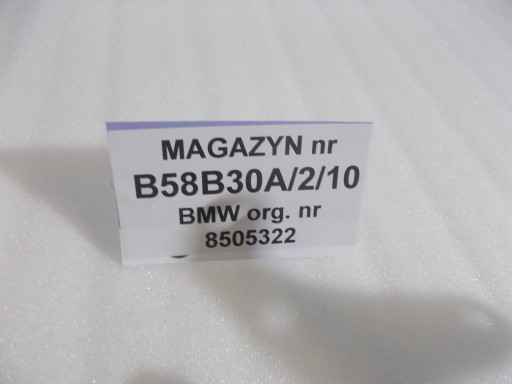 MAGAZYN nr
B58B30A/2/10
BMW org. nr
8505322